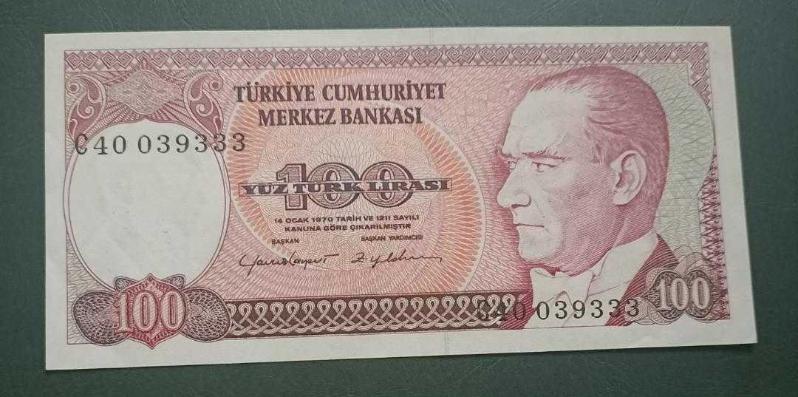 TÜRKİYE CUMHURİYET
MERKEZ BANKASI
C40 039333
100
YÜZ TÜRK LİRASI
14 OCAK 1970 TARİH VE 1211 SAYILI
KANUNA GÖRE ÇIKARILMIŞTIR
BAŞKAN BAŞKAN YARDIMCISI
C40 039333
100
100